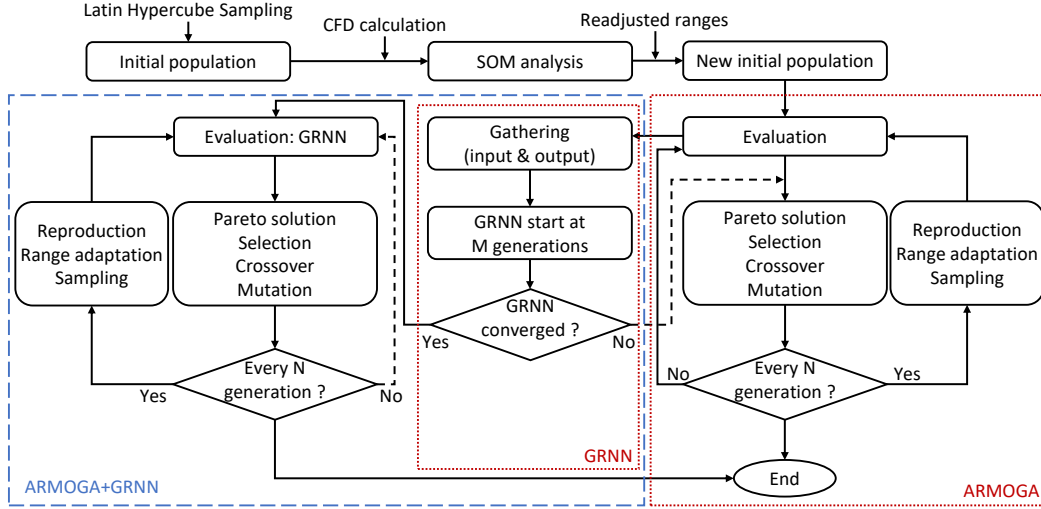 Latin Hypercube Sampling
CFD calculation
Readjusted ranges
Initial population
SOM analysis
New initial population
Evaluation: GRNN
Gathering
(input & output)
Evaluation
Reproduction
Range adaptation
Sampling
Pareto solution
Selection
Crossover
Mutation
GRNN start at
M generations
Pareto solution
Selection
Crossover
Mutation
Reproduction
Range adaptation
Sampling
GRNN
converged ?
Yes
No
Every N
generation ?
Yes
No
Every N
generation ?
No
Yes
GRNN
End
ARMOGA+GRNN
ARMOGA